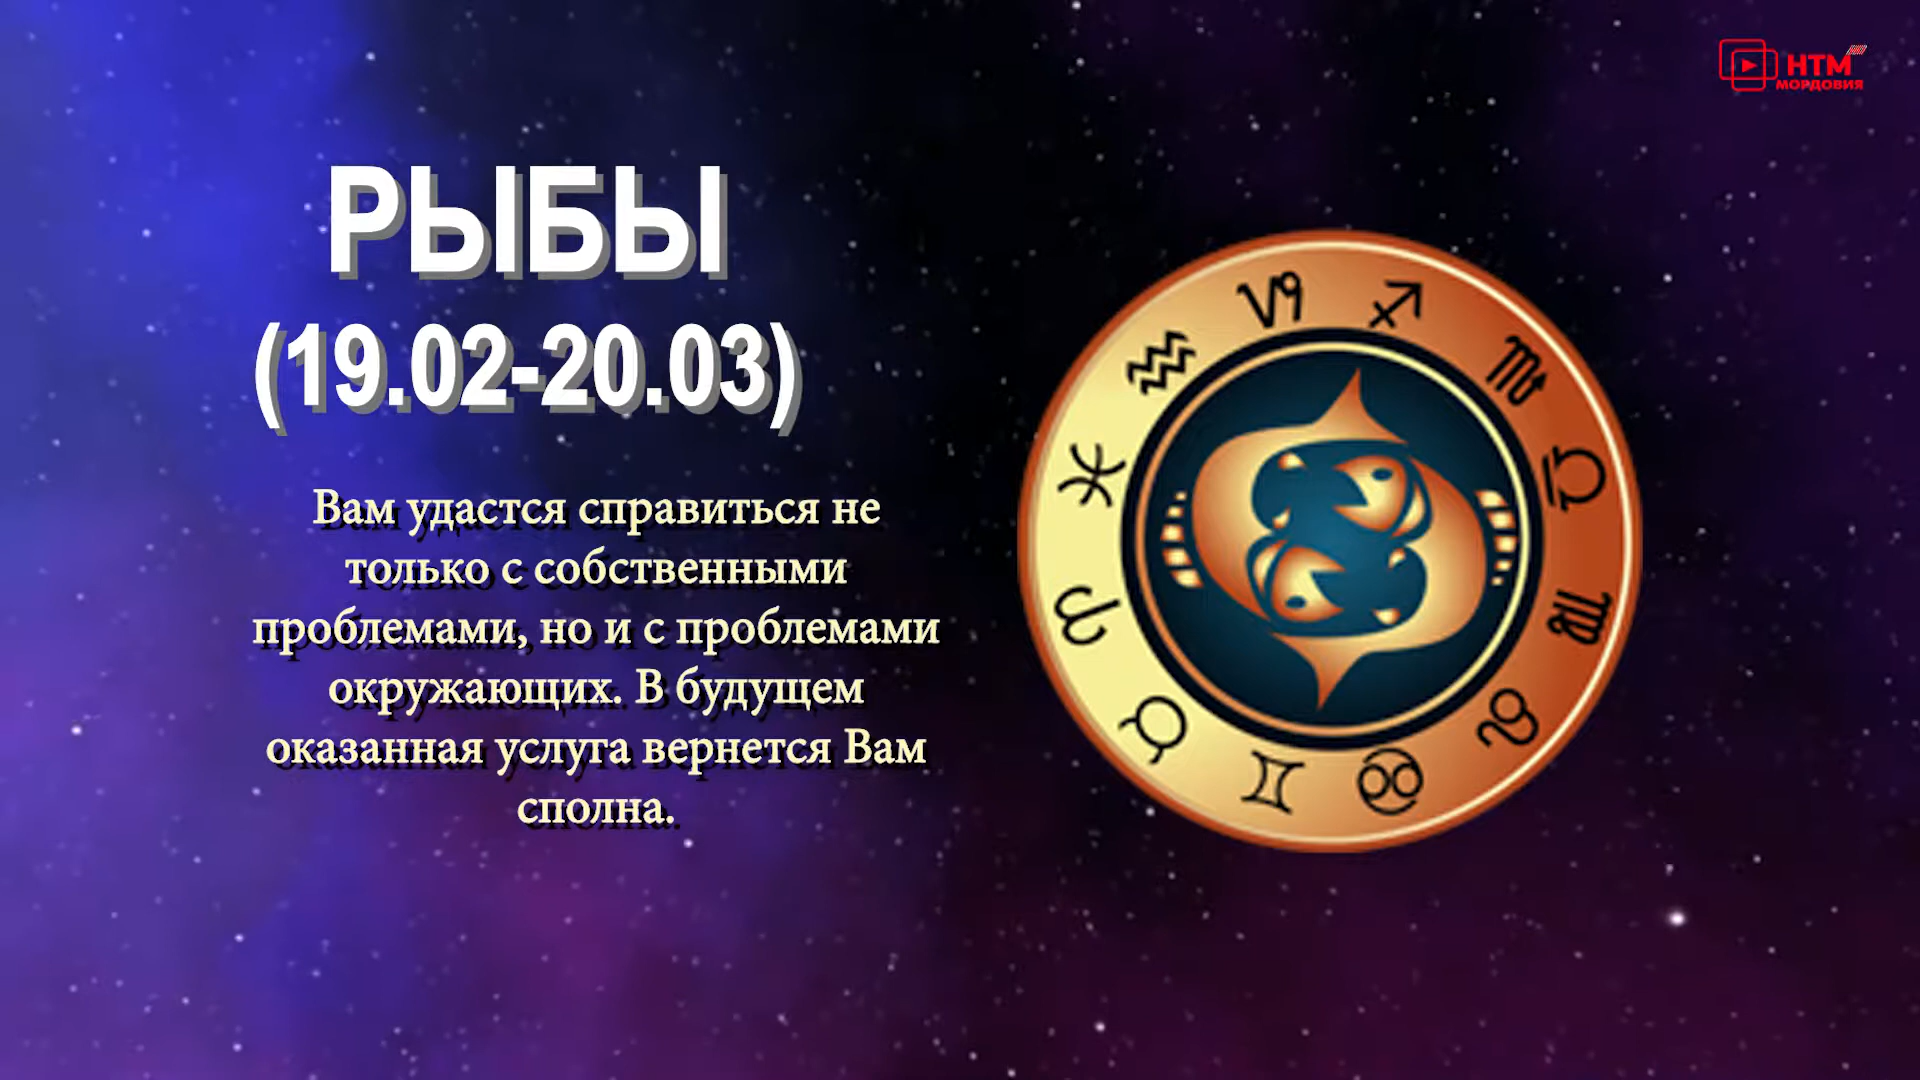 НТМ
МОРДОВИЯ
РЫБЫ
(19.02-20.03)
Вам удастся справиться не
только с собственными
проблемами, но и с проблемами
окружающих. В будущем
оказанная услуга вернется Вам
сполна.